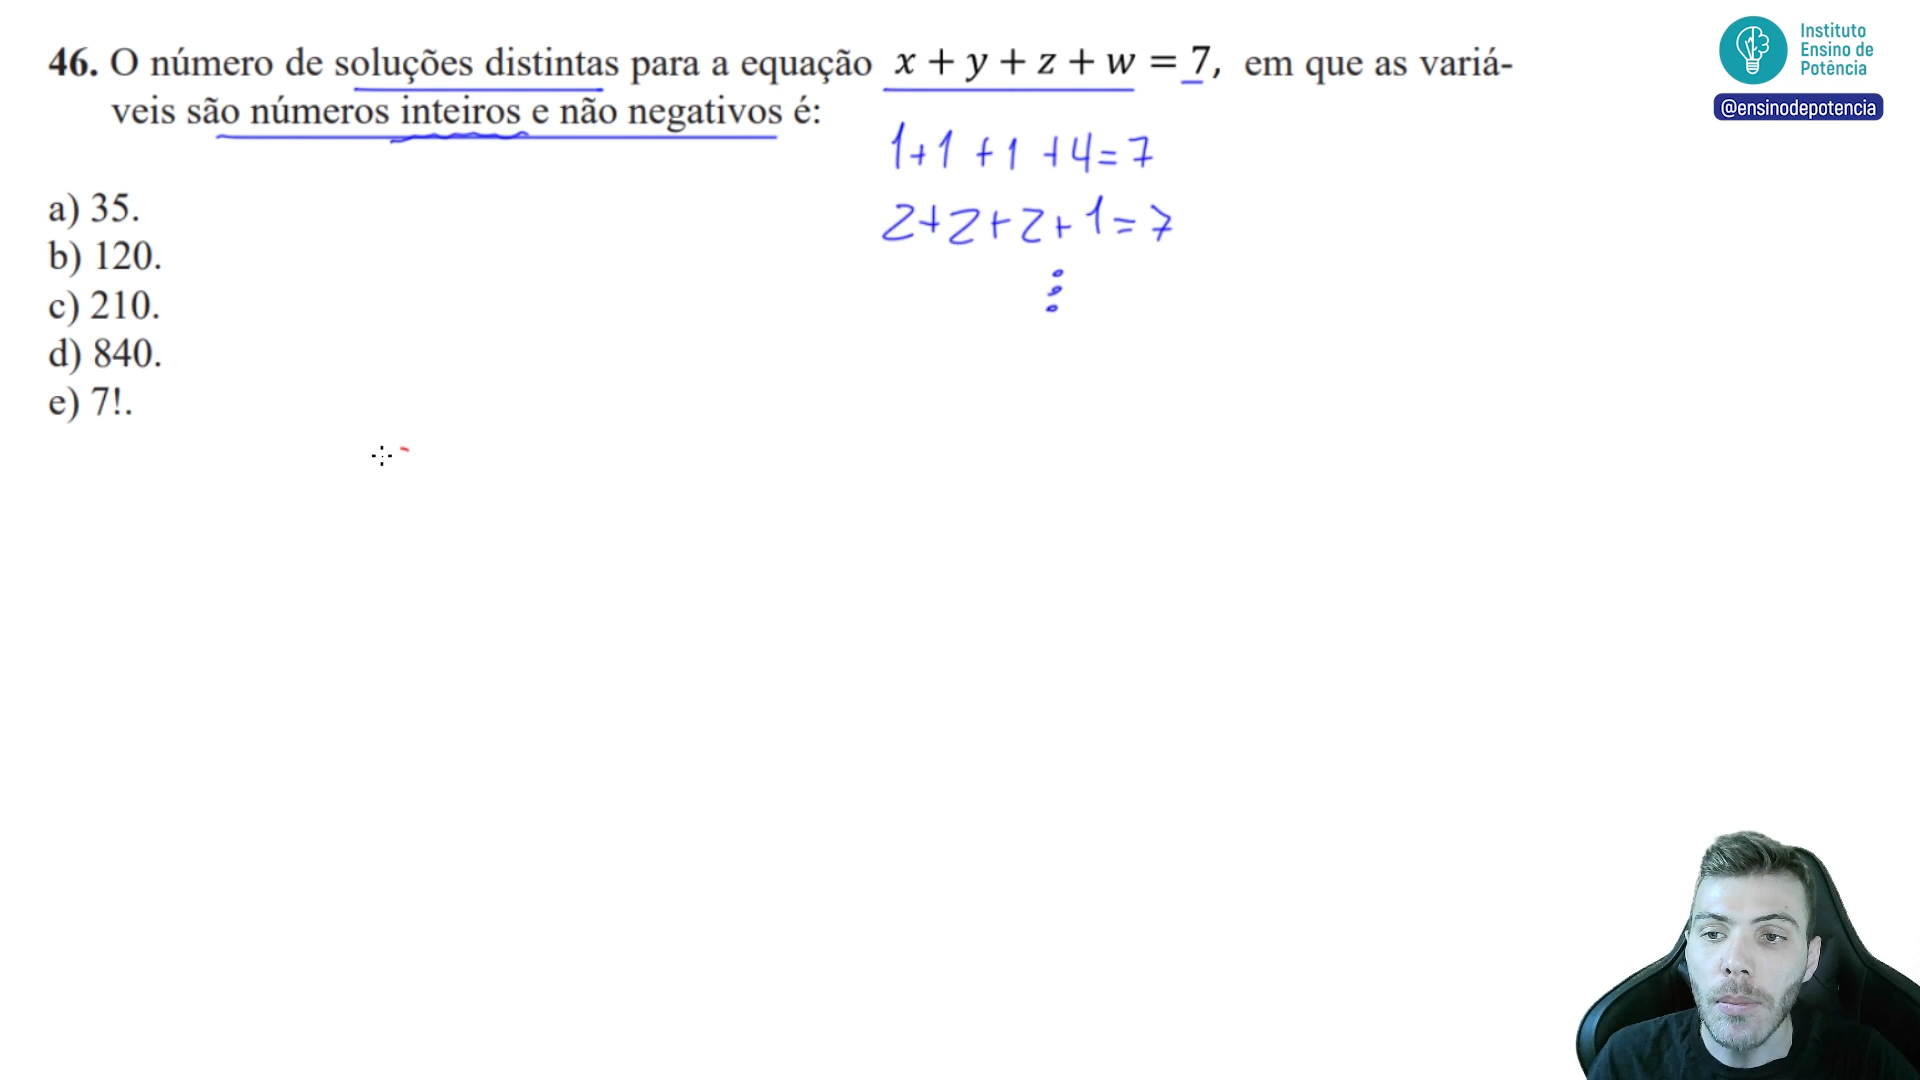 46. O número de soluções distintas para a equação x + y + z + w = 7, em que as variá-
veis são números inteiros e não negativos é:
1+1+1+4=7
2+2+2+1=7
a) 35.
b) 120.
c) 210.
d) 840.
e) 7!.
Instituto
Ensino de
Potência
@ensinodepotencia